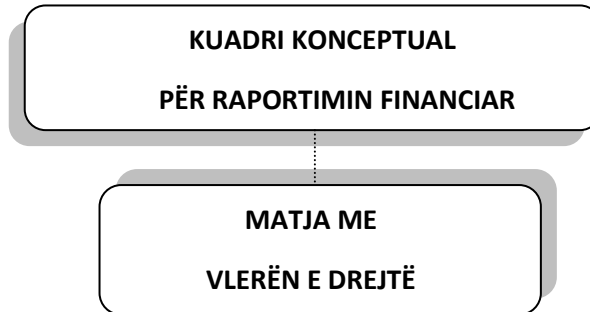 KUADRI KONCEPTUAL
PËR RAPORTIMIN FINANCIAR
MATJA ME
VLERËN E DREJTË